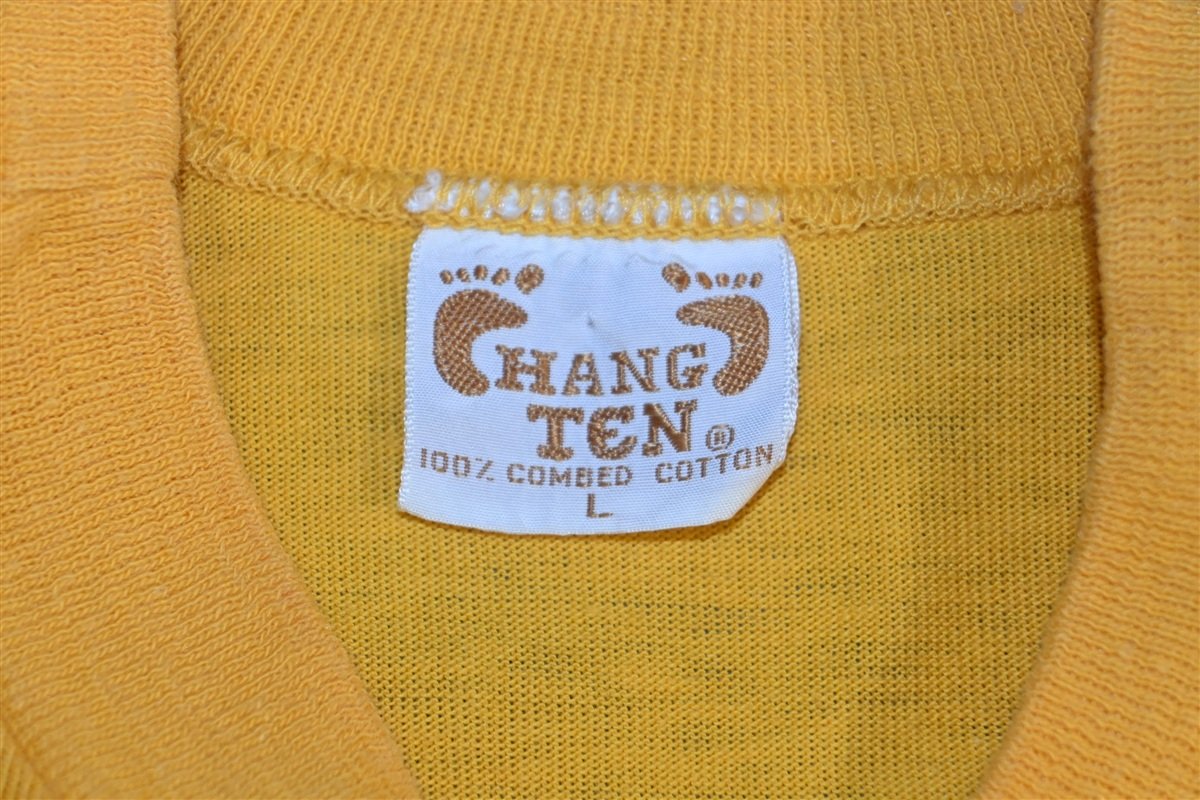 HANG
TEN ®
100% COMBED COTTON
L